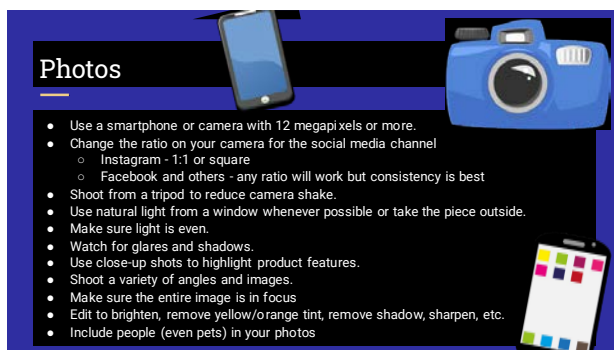 Photos
● Use a smartphone or camera with 12 megapixels or more.
● Change the ratio on your camera for the social media channel
○ Instagram - 1:1 or square
○ Facebook and others - any ratio will work but consistency is best
● Shoot from a tripod to reduce camera shake.
● Use natural light from a window whenever possible or take the piece outside.
● Make sure light is even.
● Watch for glares and shadows.
● Use close-up shots to highlight product features.
● Shoot a variety of angles and images.
● Make sure the entire image is in focus
● Edit to brighten, remove yellow/orange tint, remove shadow, sharpen, etc.
● Include people (even pets) in your photos